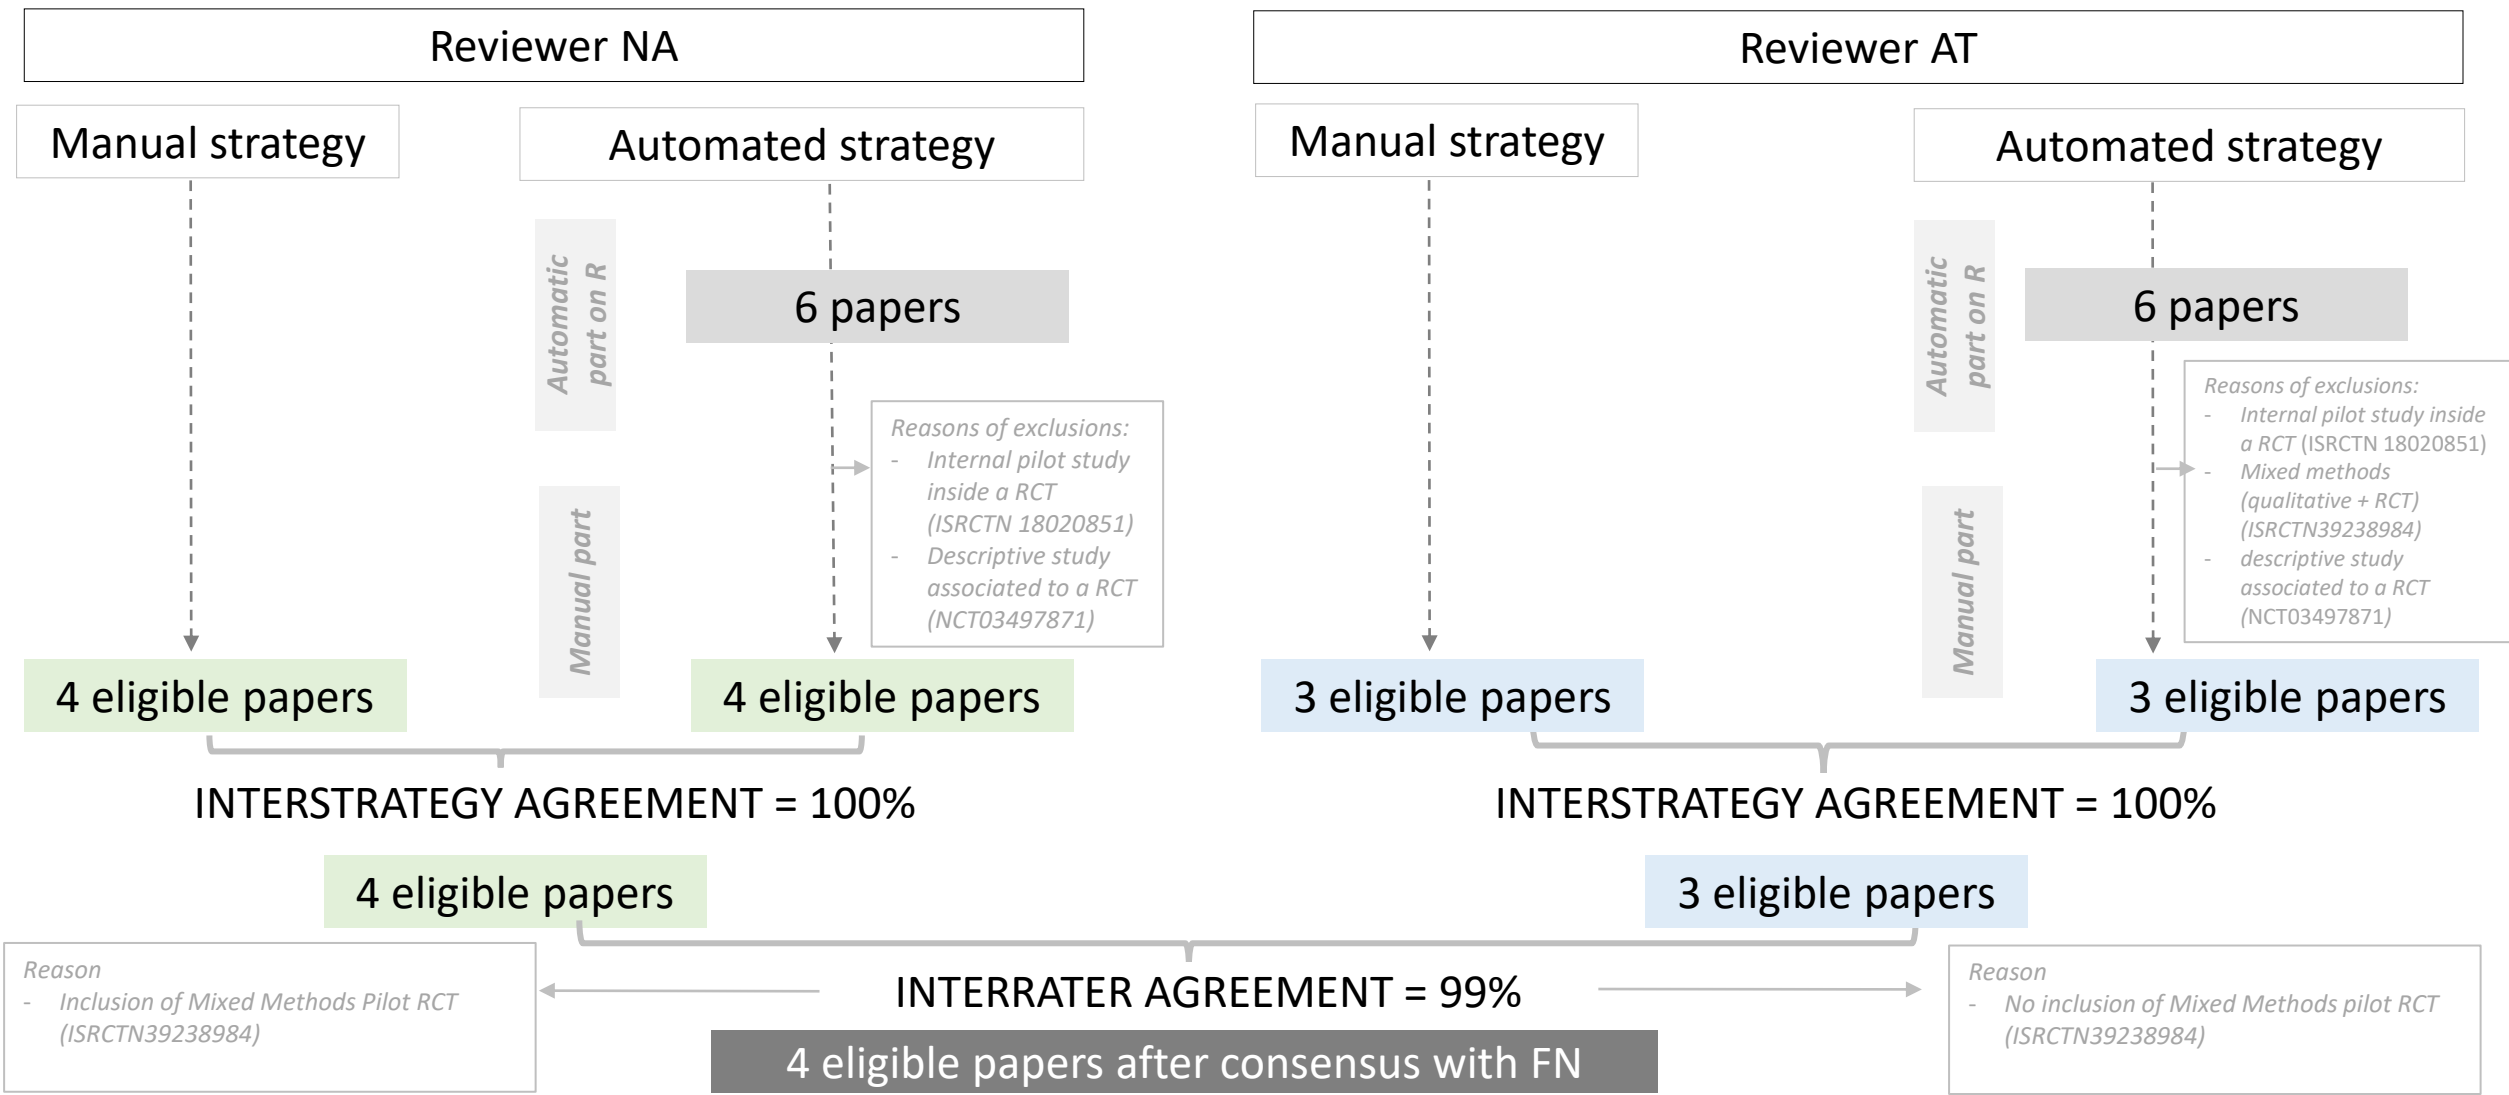 Reviewer NA
Manual strategy
Automated strategy
Automatic
part on R
6 papers
Reasons of exclusions:
- Internal pilot study
inside a RCT
(ISRCTN 18020851)
- Descriptive study
associated to a RCT
(NCT03497871)
Manual part
4 eligible papers
4 eligible papers
INTERSTRATEGY AGREEMENT = 100%
4 eligible papers
Reviewer AT
Manual strategy
Automated strategy
Automatic
part on R
6 papers
Reasons of exclusions:
- Internal pilot study inside
a RCT (ISRCTN 18020851)
- Mixed methods
(qualitative + RCT)
(ISRCTN39238984)
- descriptive study
associated to a RCT
(NCT03497871)
Manual part
3 eligible papers
3 eligible papers
INTERSTRATEGY AGREEMENT = 100%
3 eligible papers
Reason
- Inclusion of Mixed Methods Pilot RCT
(ISRCTN39238984)
INTERRATER AGREEMENT = 99%
Reason
- No inclusion of Mixed Methods pilot RCT
(ISRCTN39238984)
4 eligible papers after consensus with FN